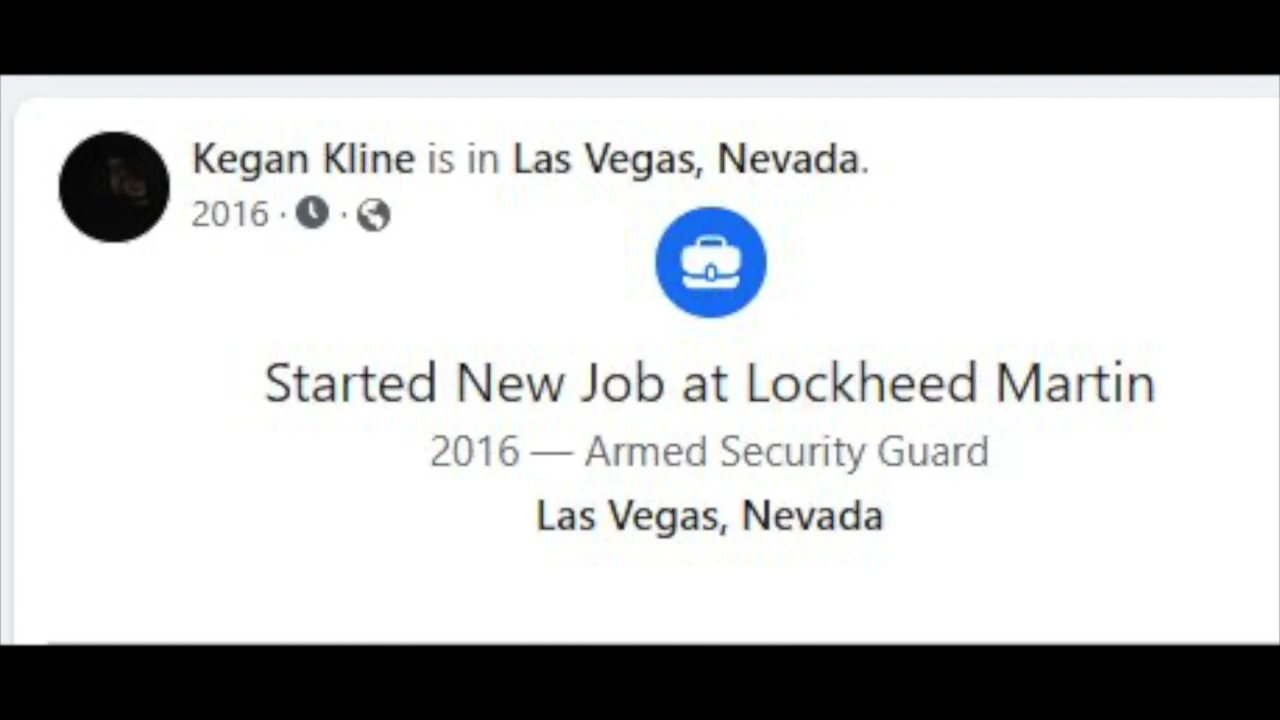 Kegan Kline is in Las Vegas, Nevada.
2016 · ·
Started New Job at Lockheed Martin
2016 — Armed Security Guard
Las Vegas, Nevada